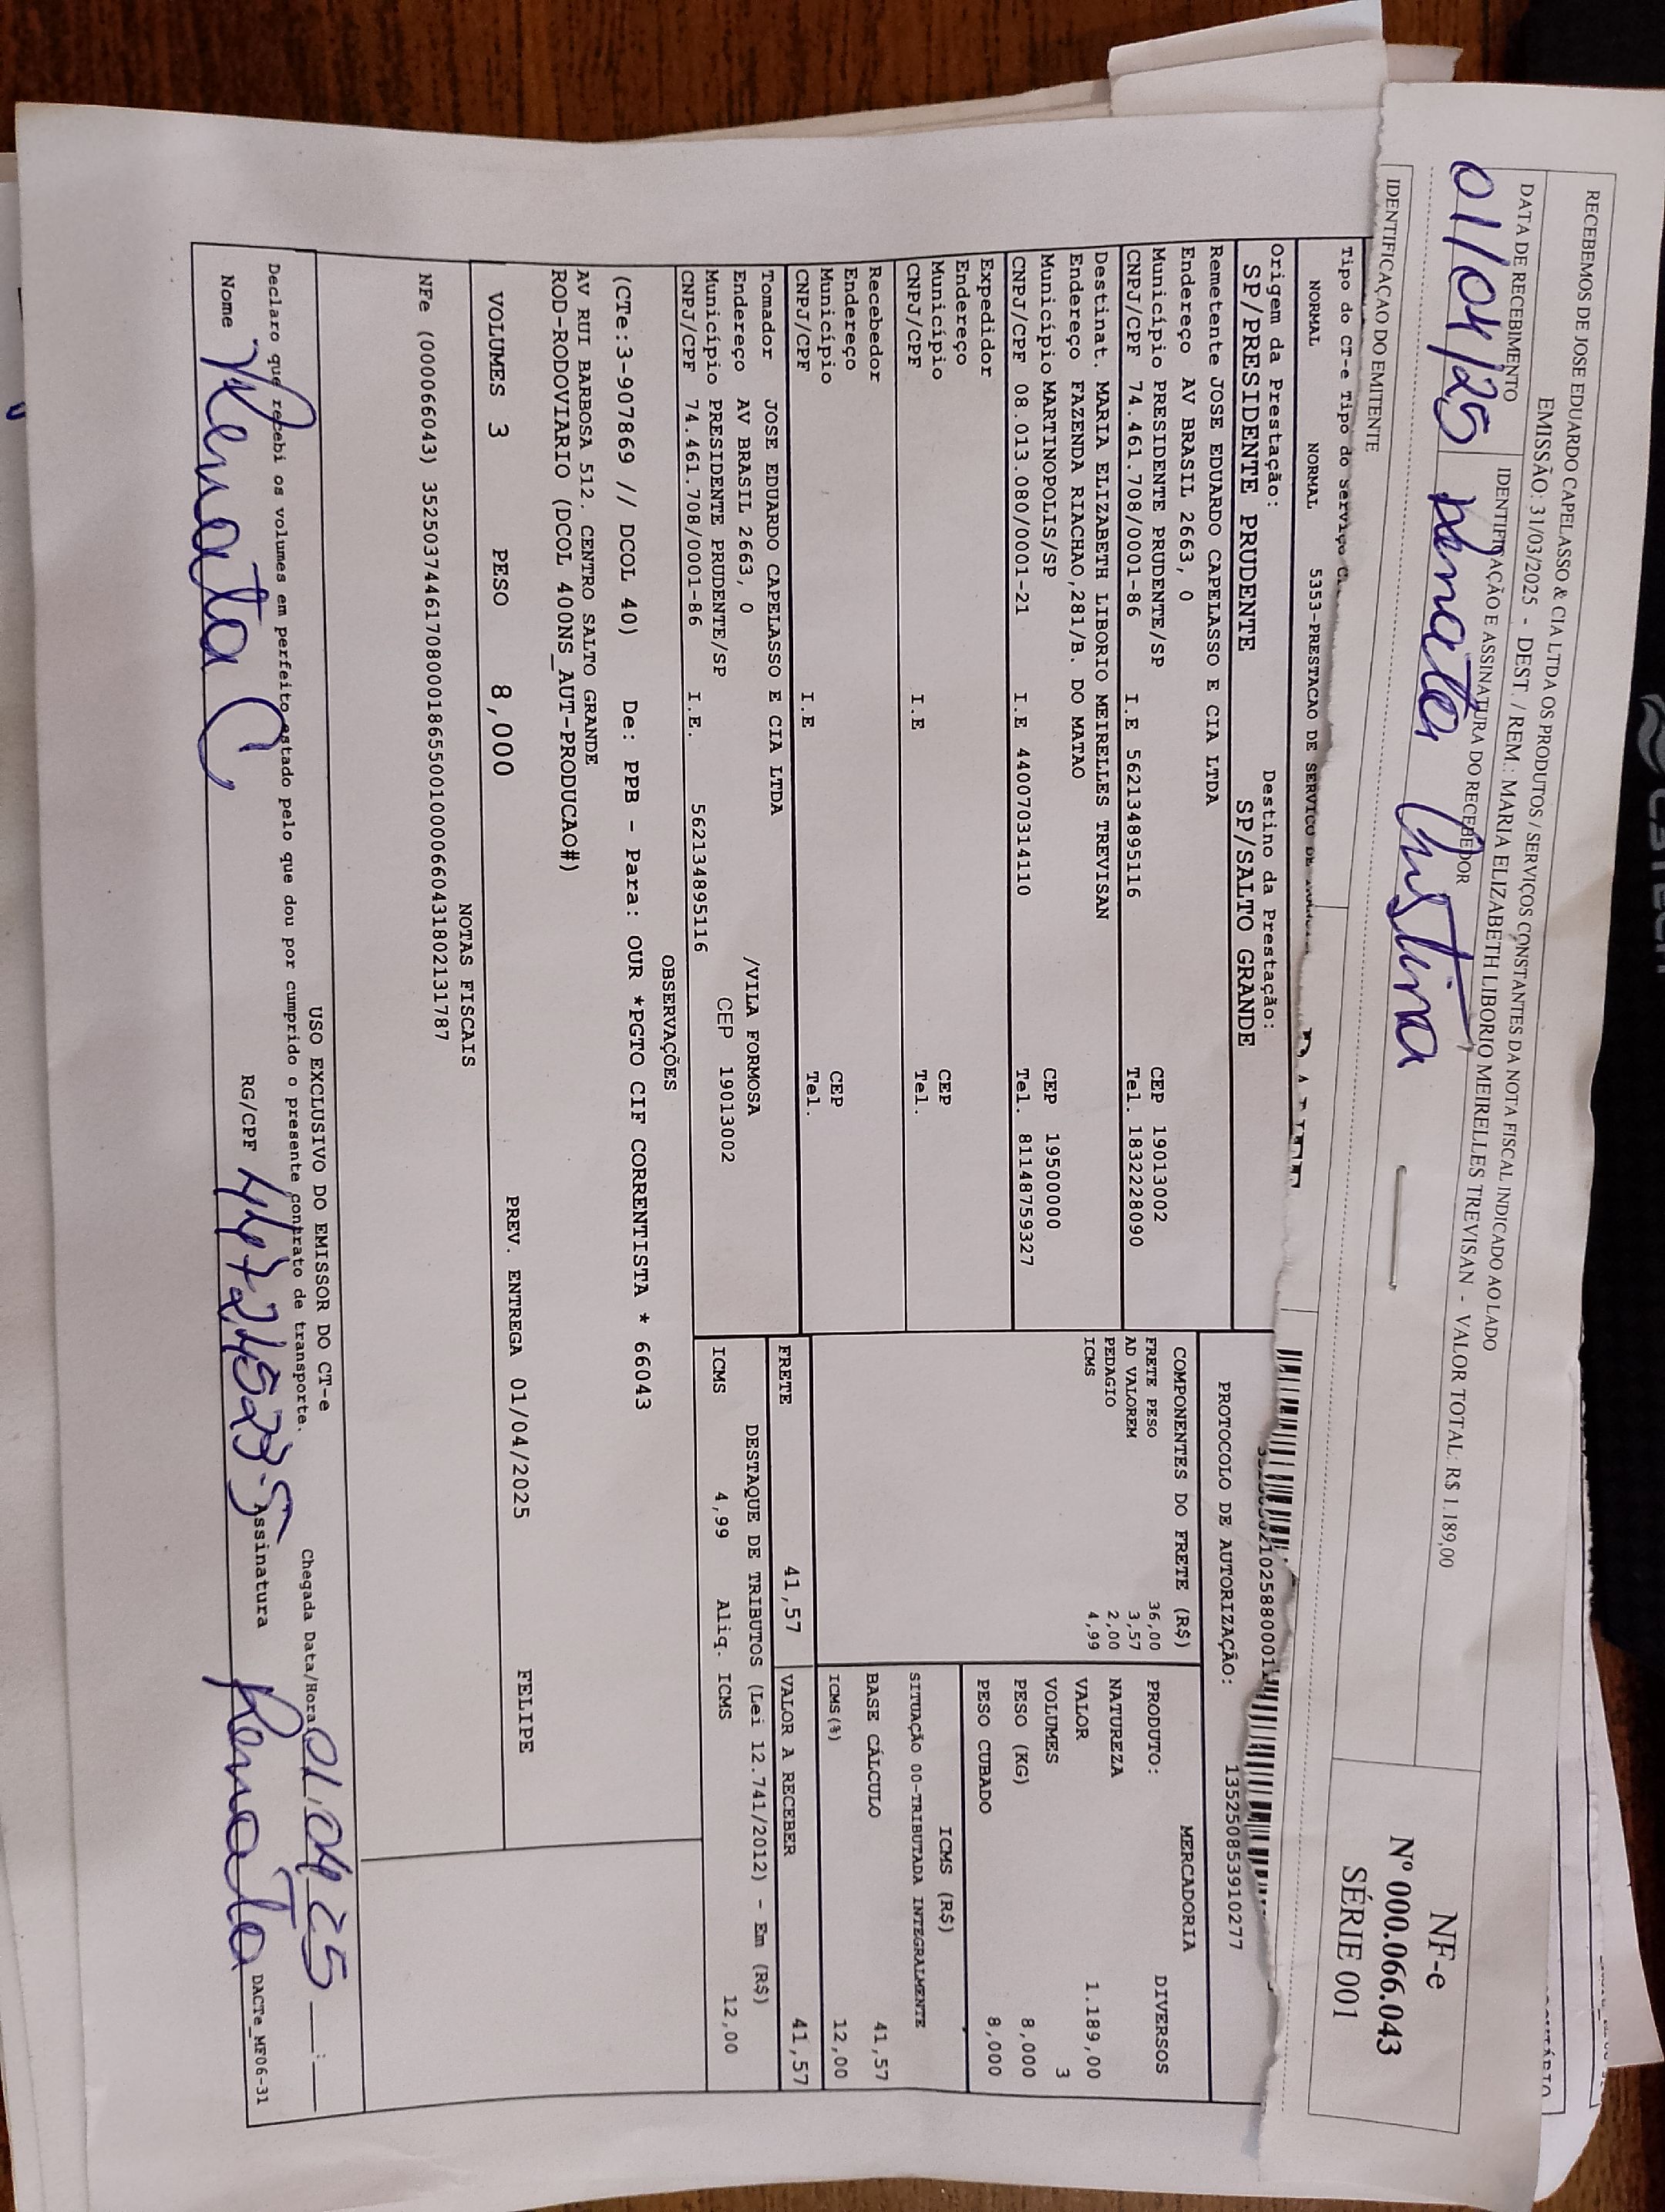 RECEBEMOS DE JOSE EDUARDO CAPELASSO & CIA LTDA OS PRODUTOS / SERVIÇOS CONSTANTES DA NOTA FISCAL INDICADO AO LADO
EMISSÃO: 31/03/2025 - DEST. / REM.: MARIA ELIZABETH LIBORIO MEIRELLES TREVISAN - VALOR TOTAL: R$ 1.189,00
DATA DE RECEBIMENTO
IDENTIFICAÇÃO E ASSINATURA DO RECEBEDOR
01/04/25 Renata Cristina
NF-e
Nº 000.066.043
SÉRIE 001
IDENTIFICAÇÃO DO EMITENTE
Tipo do CT-e Tipo do Serviço
NORMAL NORMAL 5353-PRESTACAO DE SERVICO DE
Origem da Prestação: Destino da Prestação:
SP/PRESIDENTE PRUDENTE SP/SALTO GRANDE
PROTOCOLO DE AUTORIZAÇÃO: 135250853910277
Remetente JOSE EDUARDO CAPELASSO E CIA LTDA
Endereço AV BRASIL 2663, 0
Município PRESIDENTE PRUDENTE/SP CEP 19013002
CNPJ/CPF 74.461.708/0001-86 I.E 562134895116 Tel. 1832228090
Destinat. MARIA ELIZABETH LIBORIO MEIRELLES TREVISAN
Endereço FAZENDA RIACHAO,281/B. DO MATAO
Município MARTINOPOLIS/SP CEP 19500000
CNPJ/CPF 08.013.080/0001-21 I.E 440070314110 Tel. 81148759327
Expedidor
Endereço
Município CEP
CNPJ/CPF I.E Tel.
Recebedor
Endereço
Município CEP
CNPJ/CPF I.E Tel.
Tomador JOSE EDUARDO CAPELASSO E CIA LTDA
Endereço AV BRASIL 2663, 0 /VILA FORMOSA
Município PRESIDENTE PRUDENTE/SP CEP 19013002
CNPJ/CPF 74.461.708/0001-86 I.E. 562134895116
COMPONENTES DO FRETE (R$)
FRETE PESO 36,00
AD VALOREM 3,57
PEDAGIO 2,00
ICMS 4,99
MERCADORIA
PRODUTO: DIVERSOS
NATUREZA
VALOR 1.189,00
VOLUMES 3
PESO (KG) 8,000
PESO CUBADO 8,000
ICMS (R$)
SITUAÇÃO 00-TRIBUTADA INTEGRALMENTE
BASE CÁLCULO 41,57
ICMS(%) 12,00
FRETE 41,57 VALOR A RECEBER 41,57
DESTAQUE DE TRIBUTOS (Lei 12.741/2012) - Em (R$)
ICMS 4,99 Aliq. ICMS 12,00
OBSERVAÇÕES
(CTe:3-907869 // DCOL 40) De: PPB - Para: OUR *PGTO CIF CORRENTISTA * 66043
AV RUI BARBOSA 512. CENTRO SALTO GRANDE
ROD-RODOVIARIO (DCOL 400NS_AUT-PRODUCAO#)
VOLUMES 3 PESO 8,000 PREV. ENTREGA 01/04/2025 FELIPE
NOTAS FISCAIS
NFe (000066043) 35250374461708000186550010000660431802131787
USO EXCLUSIVO DO EMISSOR DO CT-e
Declaro que recebi os volumes em perfeito estado pelo que dou por cumprido o presente contrato de transporte.
Chegada Data/Hora 01/04/25 __:__
Nome Renata C RG/CPF Assinatura Renata
DACTe_MF06-31